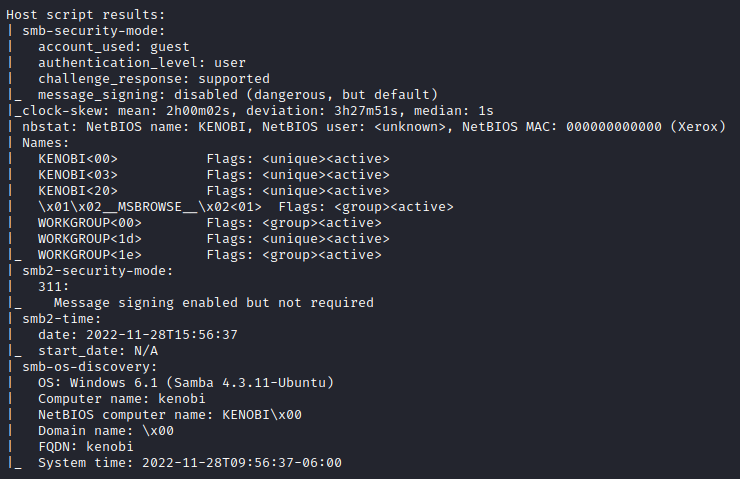 Host script results:
| smb-security-mode:
|   account_used: guest
|   authentication_level: user
|   challenge_response: supported
|_  message_signing: disabled (dangerous, but default)
|_clock-skew: mean: 2h00m02s, deviation: 3h27m51s, median: 1s
| nbstat: NetBIOS name: KENOBI, NetBIOS user: <unknown>, NetBIOS MAC: 000000000000 (Xerox)
| Names:
|   KENOBI<00>           Flags: <unique><active>
|   KENOBI<03>           Flags: <unique><active>
|   KENOBI<20>           Flags: <unique><active>
|   \x01\x02__MSBROWSE__\x02<01>  Flags: <group><active>
|   WORKGROUP<00>        Flags: <group><active>
|   WORKGROUP<1d>        Flags: <unique><active>
|_  WORKGROUP<1e>        Flags: <group><active>
| smb2-security-mode:
|   311:
|_    Message signing enabled but not required
| smb2-time:
|   date: 2022-11-28T15:56:37
|_  start_date: N/A
| smb-os-discovery:
|   OS: Windows 6.1 (Samba 4.3.11-Ubuntu)
|   Computer name: kenobi
|   NetBIOS computer name: KENOBI\x00
|   Domain name: \x00
|   FQDN: kenobi
|_  System time: 2022-11-28T09:56:37-06:00